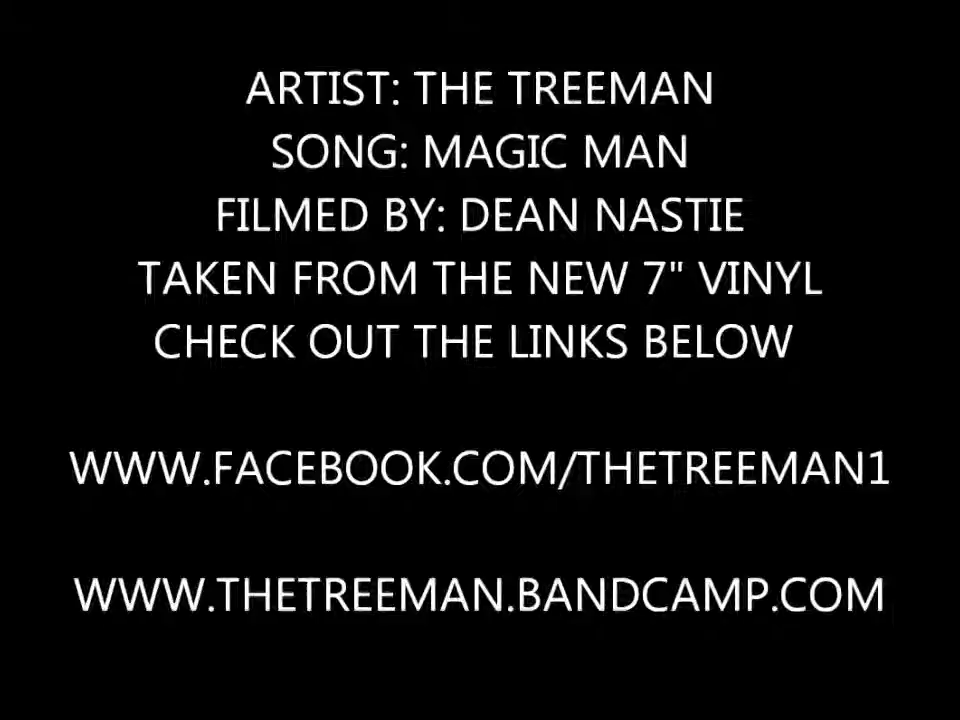 ARTIST: THE TREEMAN
SONG: MAGIC MAN
FILMED BY: DEAN NASTIE
TAKEN FROM THE NEW 7" VINYL
CHECK OUT THE LINKS BELOW
WWW.FACEBOOK.COM/THETREEMAN1
WWW.THETREEMAN.BANDCAMP.COM